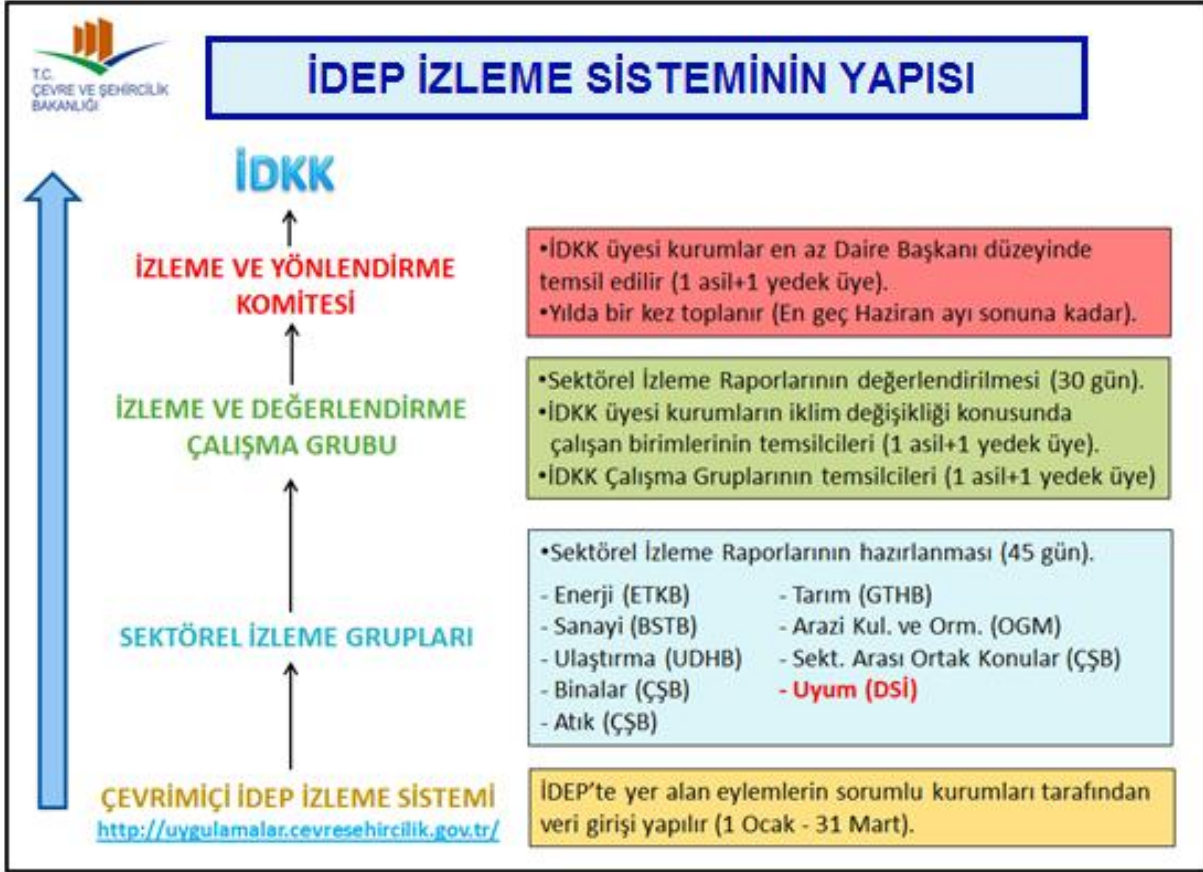 T.C.
ÇEVRE VE ŞEHİRCİLİK
BAKANLIĞI
İDEP İZLEME SİSTEMİNİN YAPISI
İDKK
İZLEME VE YÖNLENDİRME
KOMİTESİ
•İDKK üyesi kurumlar en az Daire Başkanı düzeyinde
temsil edilir (1 asil+1 yedek üye).
•Yılda bir kez toplanır (En geç Haziran ayı sonuna kadar).
İZLEME VE DEĞERLENDİRME
ÇALIŞMA GRUBU
•Sektörel İzleme Raporlarının değerlendirilmesi (30 gün).
•İDKK üyesi kurumların iklim değişikliği konusunda
çalışan birimlerinin temsilcileri (1 asil+1 yedek üye).
•İDKK Çalışma Gruplarının temsilcileri (1 asil+1 yedek üye)
SEKTÖREL İZLEME GRUPLARI
•Sektörel İzleme Raporlarının hazırlanması (45 gün).
- Enerji (ETKB)
- Sanayi (BSTB)
- Ulaştırma (UDHB)
- Binalar (ÇŞB)
- Atık (ÇŞB)
- Tarım (GTHB)
- Arazi Kul. ve Orm. (OGM)
- Sekt. Arası Ortak Konular (ÇŞB)
- Uyum (DSİ)
ÇEVRİMİÇİ İDEP İZLEME SİSTEMİ
http://uygulamalar.cevresehircilik.gov.tr/
İDEP'te yer alan eylemlerin sorumlu kurumları tarafından
veri girişi yapılır (1 Ocak - 31 Mart).